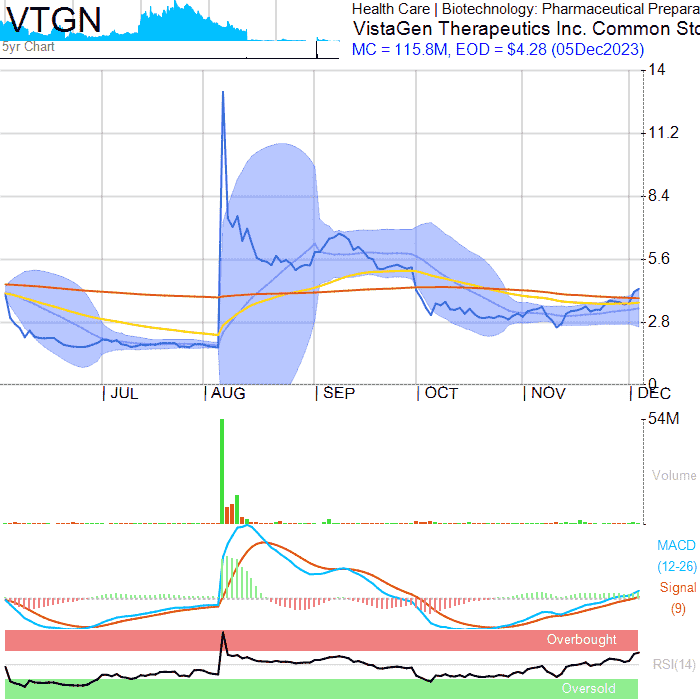 VTGN
5yr Chart
Health Care | Biotechnology: Pharmaceutical Prepara
VistaGen Therapeutics Inc. Common Sto
MC = 115.8M, EOD = $4.28 (05Dec2023)
14
11.2
8.4
5.6
2.8
0
JUL AUG SEP OCT NOV DEC
54M
Volume
MACD
(12-26)
Signal
(9)
Overbought
RSI(14)
Oversold